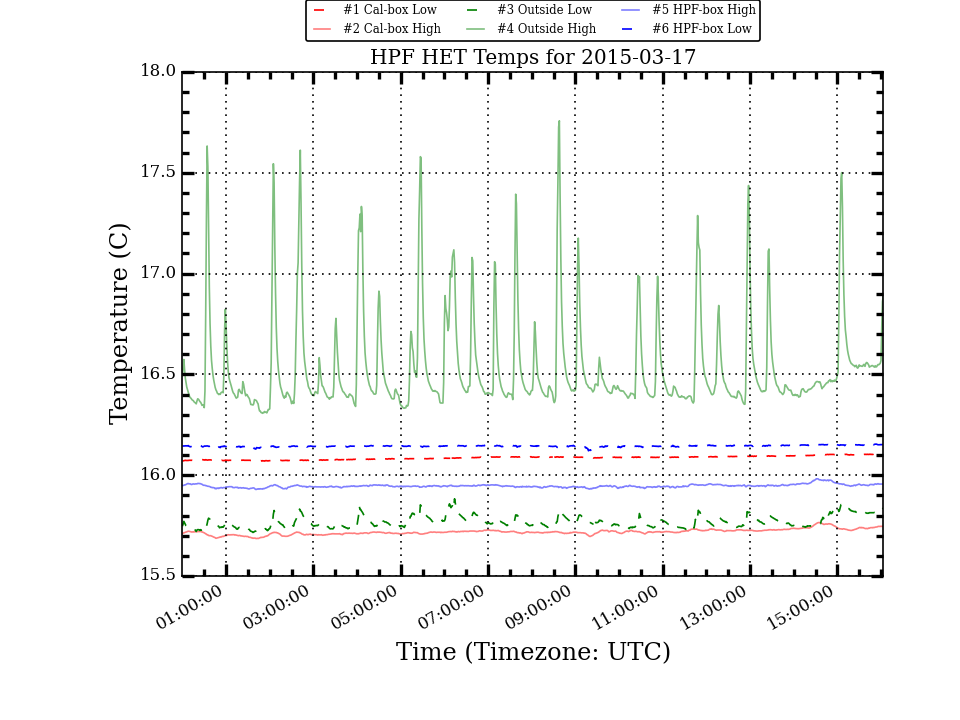 #1 Cal-box Low #3 Outside Low #5 HPF-box High
#2 Cal-box High #4 Outside High #6 HPF-box Low
HPF HET Temps for 2015-03-17
18.0
17.5
17.0
16.5
16.0
15.5
Temperature (C)
01:00:00 03:00:00 05:00:00 07:00:00 09:00:00 11:00:00 13:00:00 15:00:00
Time (Timezone: UTC)